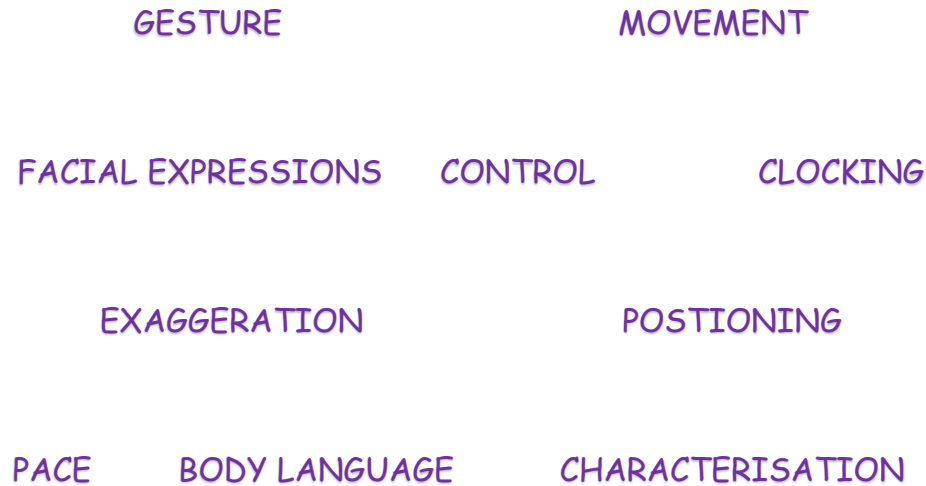 GESTURE MOVEMENT
FACIAL EXPRESSIONS CONTROL CLOCKING
EXAGGERATION POSTIONING
PACE BODY LANGUAGE CHARACTERISATION